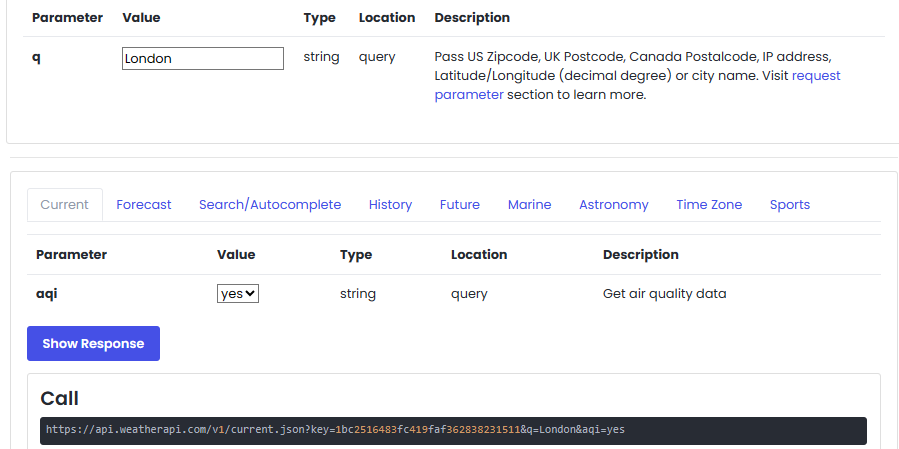 Parameter Value Type Location Description
q London string query Pass US Zipcode, UK Postcode, Canada Postalcode, IP address,
Latitude/Longitude (decimal degree) or city name. Visit request
parameter section to learn more.
Current Forecast Search/Autocomplete History Future Marine Astronomy Time Zone Sports
Parameter Value Type Location Description
aqi yes string query Get air quality data
Show Response
Call
https://api.weatherapi.com/v1/current.json?key=1bc2516483fc419faf362838231511&q=London&aqi=yes